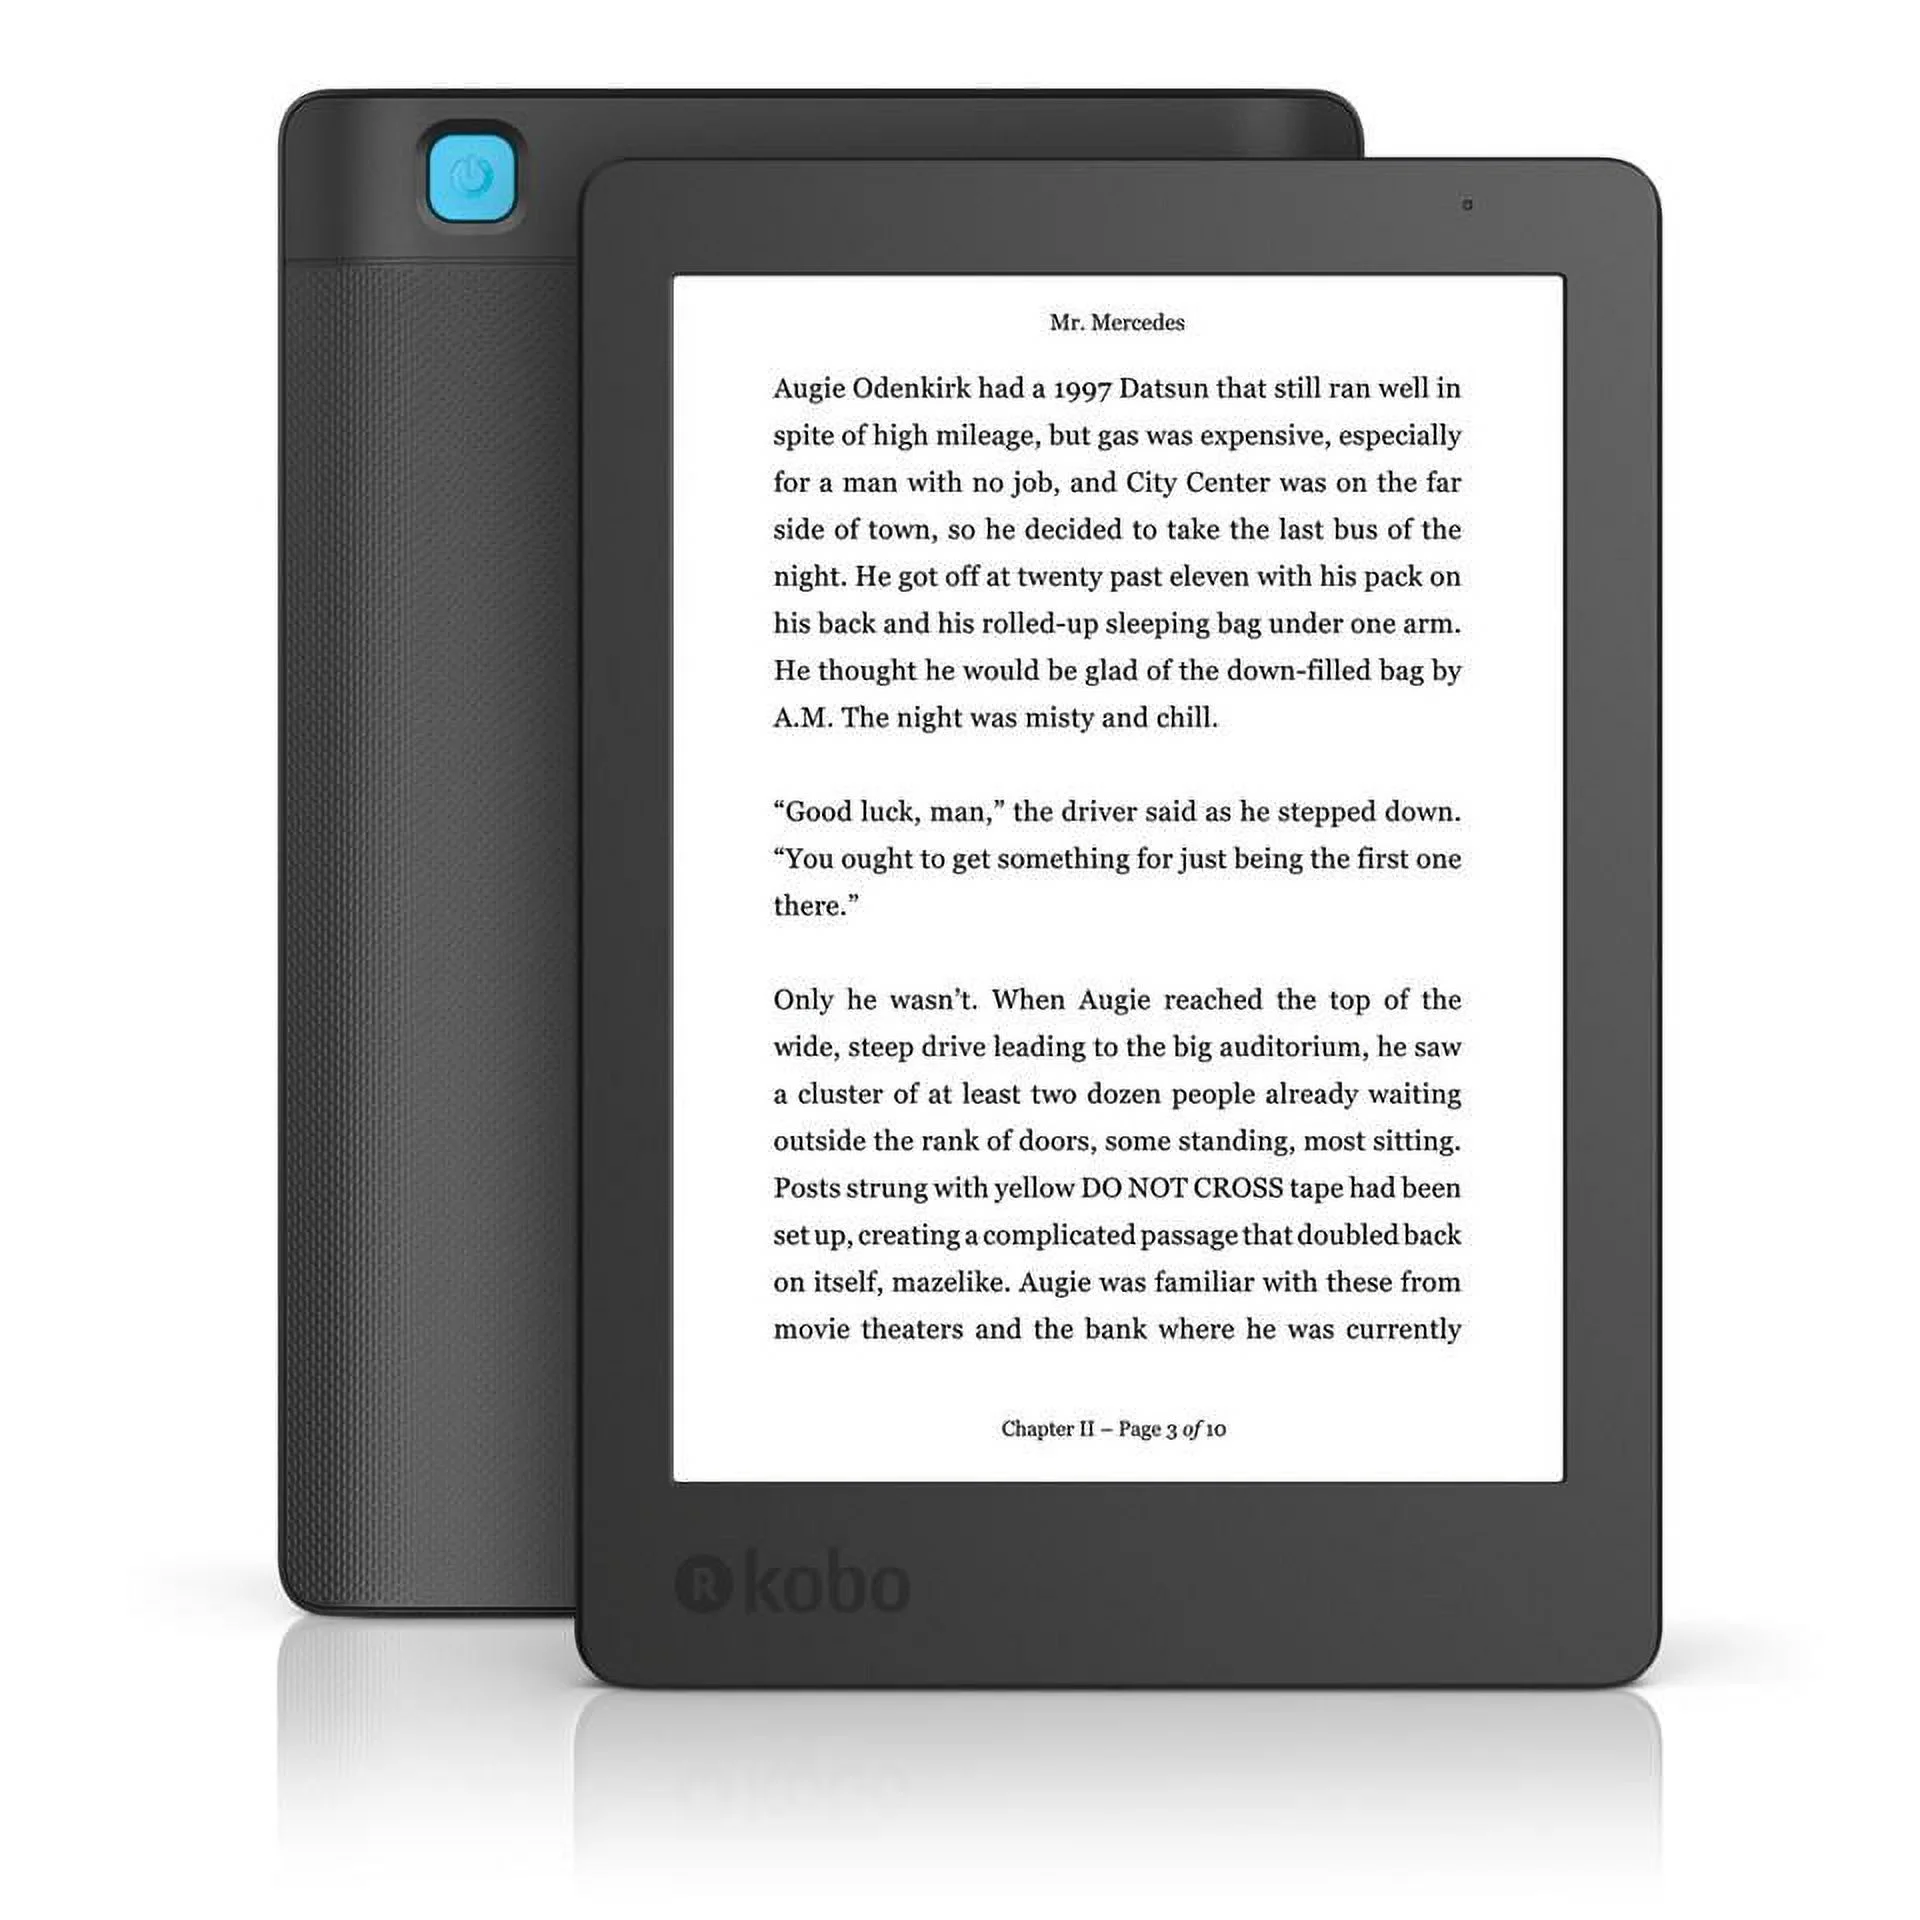 Mr. Mercedes
Augie Odenkirk had a 1997 Datsun that still ran well in
spite of high mileage, but gas was expensive, especially
for a man with no job, and City Center was on the far
side of town, so he decided to take the last bus of the
night. He got off at twenty past eleven with his pack on
his back and his rolled-up sleeping bag under one arm.
He thought he would be glad of the down-filled bag by
A.M. The night was misty and chill.
“Good luck, man,” the driver said as he stepped down.
“You ought to get something for just being the first one
there.”
Only he wasn’t. When Augie reached the top of the
wide, steep drive leading to the big auditorium, he saw
a cluster of at least two dozen people already waiting
outside the rank of doors, some standing, most sitting.
Posts strung with yellow DO NOT CROSS tape had been
set up, creating a complicated passage that doubled back
on itself, mazelike. Augie was familiar with these from
movie theaters and the bank where he was currently
Chapter II – Page 3 of 10
R kobo